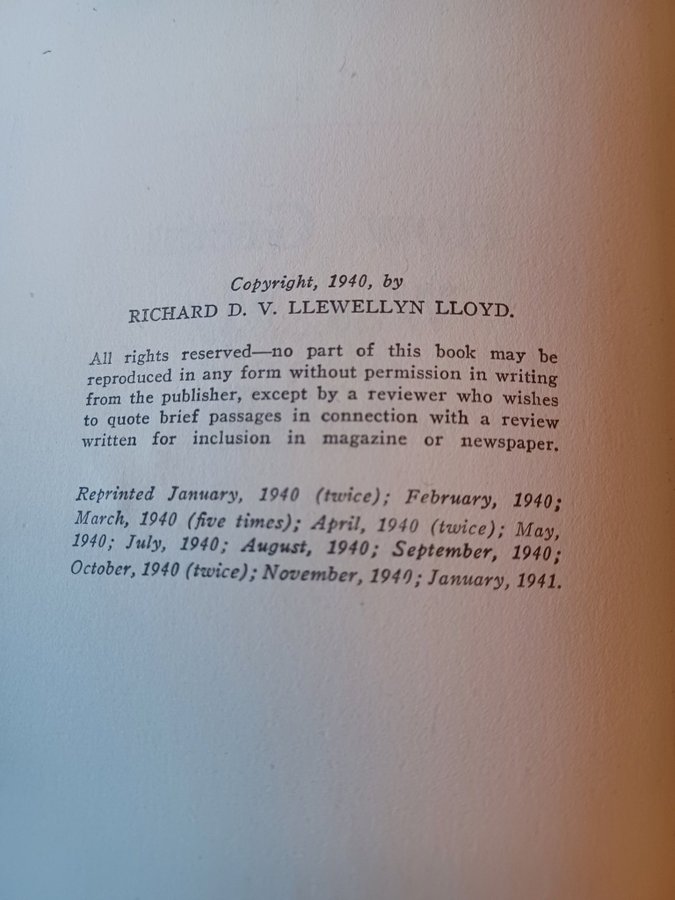 Copyright, 1940, by
RICHARD D. V. LLEWELLYN LLOYD.
All rights reserved—no part of this book may be
reproduced in any form without permission in writing
from the publisher, except by a reviewer who wishes
to quote brief passages in connection with a review
written for inclusion in magazine or newspaper.
Reprinted January, 1940 (twice); February, 1940;
March, 1940 (five times); April, 1940 (twice); May,
1940; July, 1940; August, 1940; September, 1940;
October, 1940 (twice); November, 1940; January, 1941.